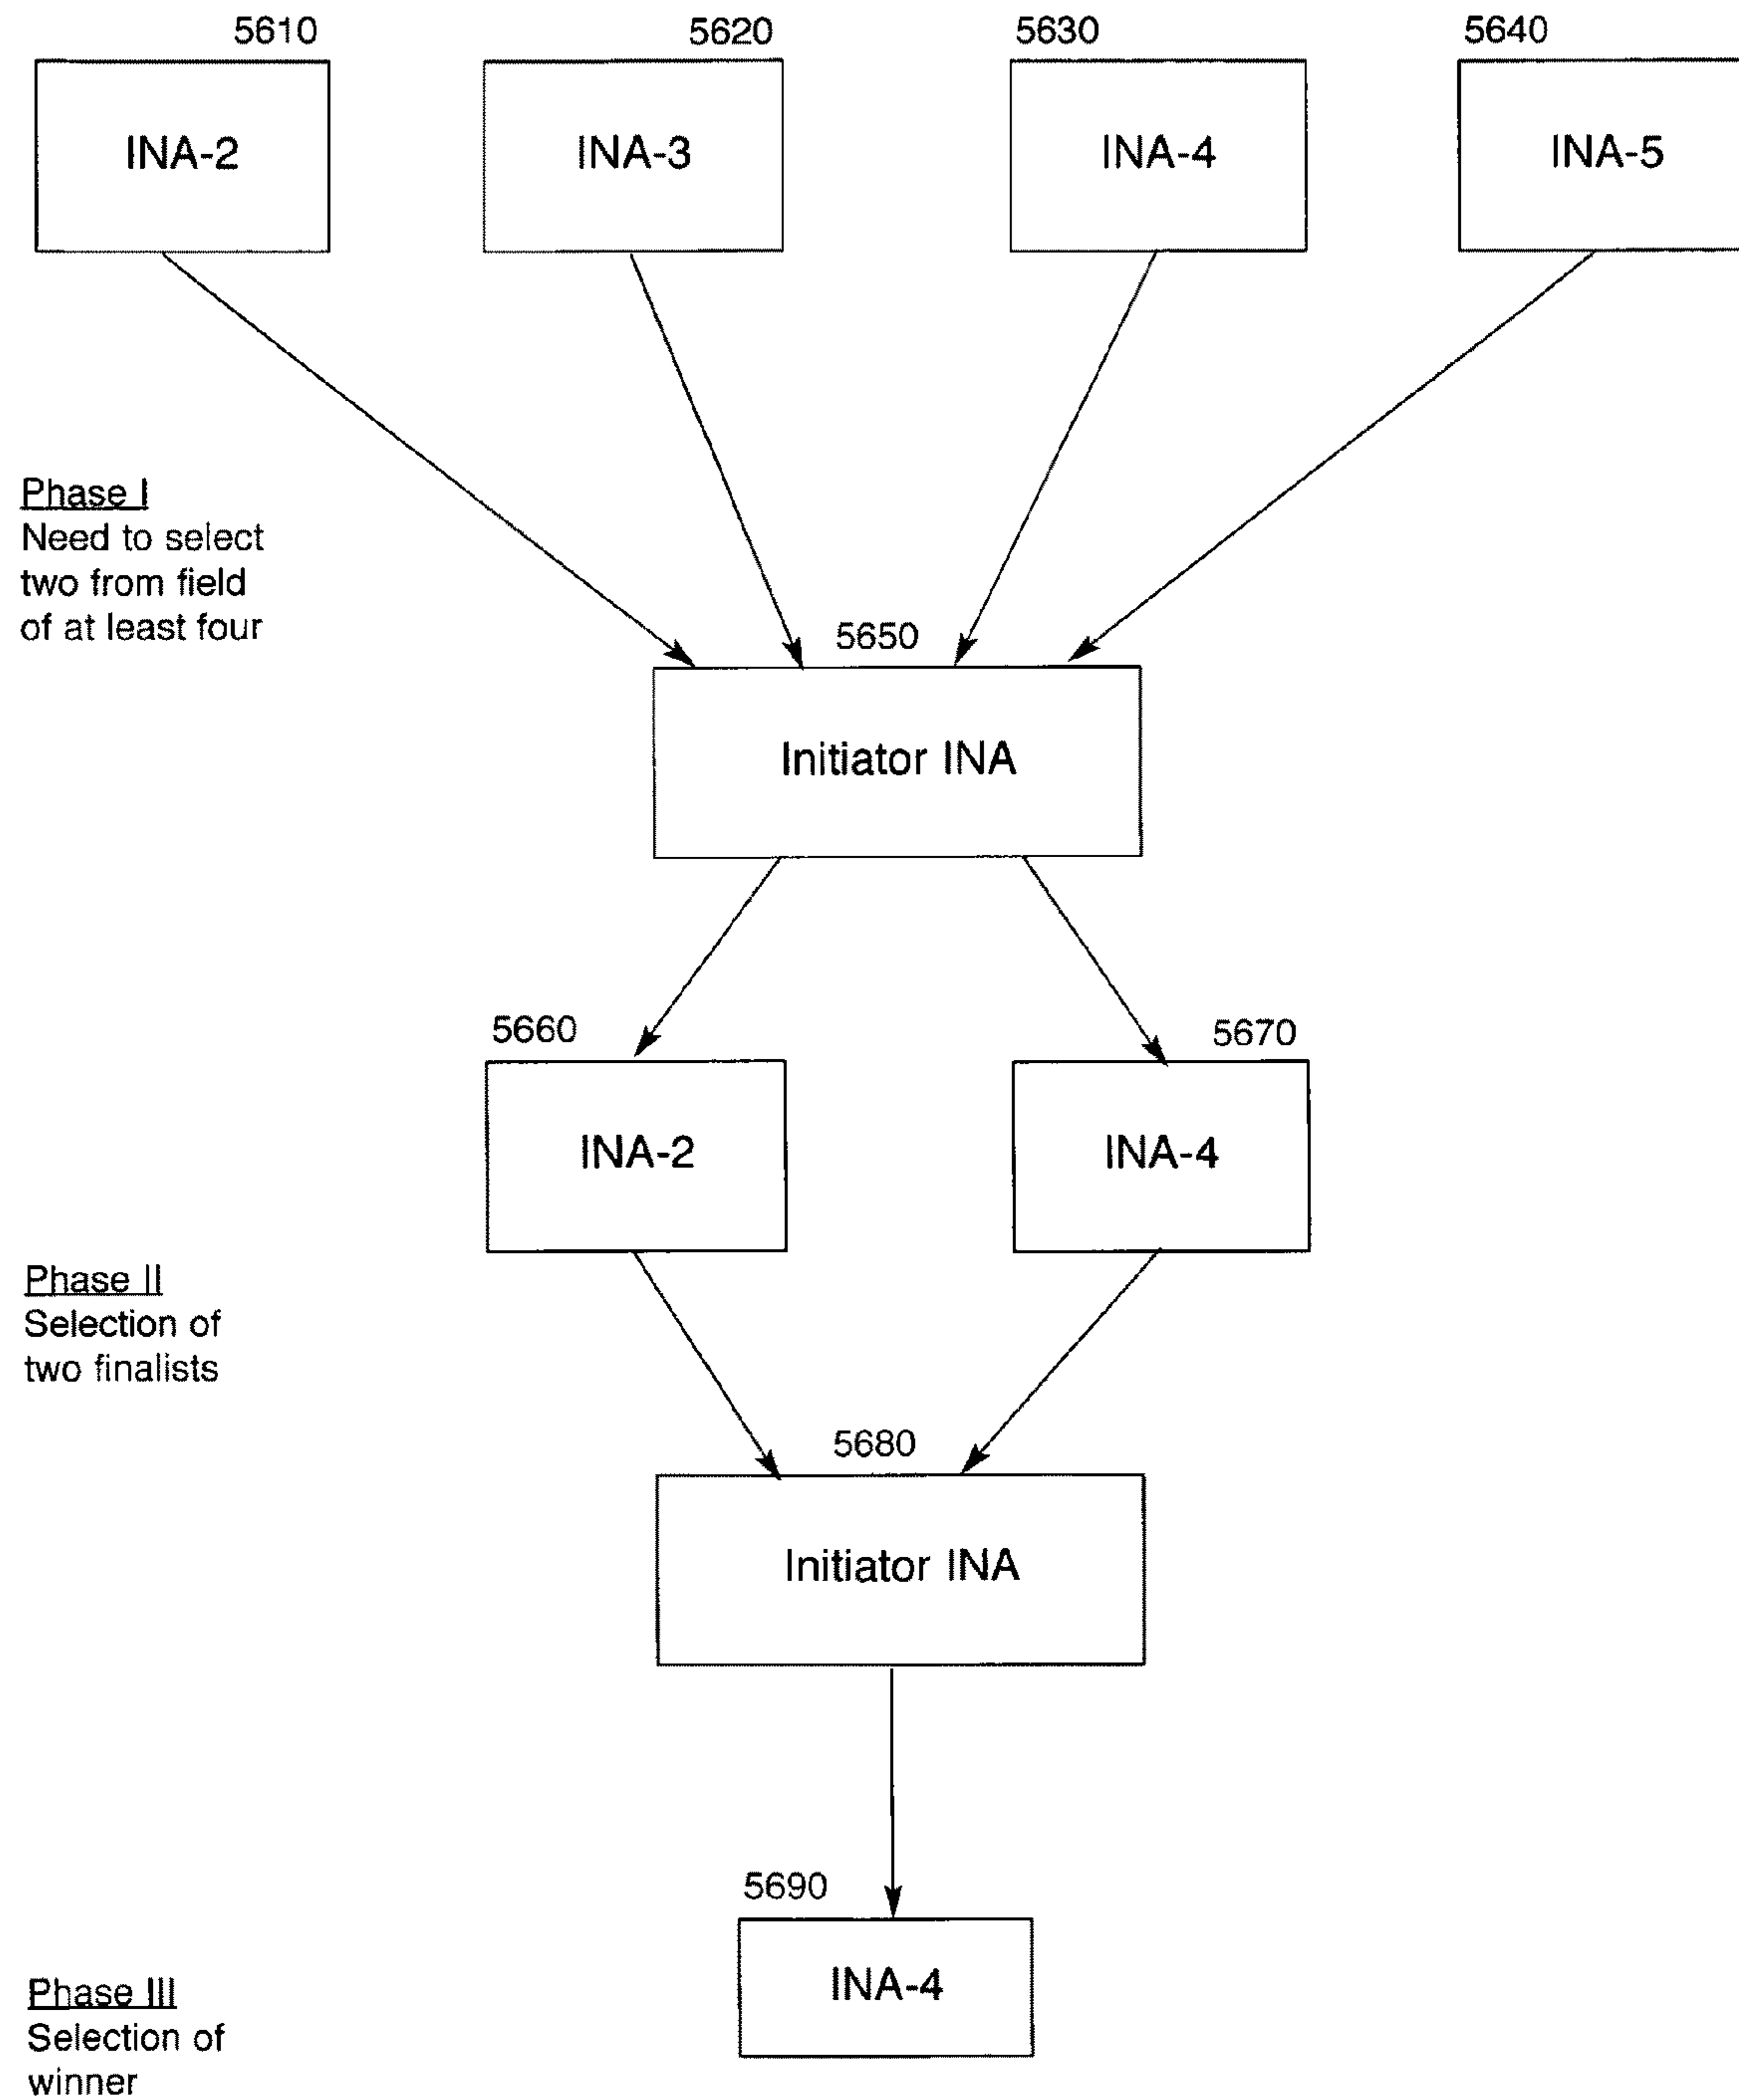 5610
5620
5630
5640
INA-2
INA-3
INA-4
INA-5
Phase I
Need to select
two from field
of at least four
5650
Initiator INA
5660
5670
INA-2
INA-4
Phase II
Selection of
two finalists
5680
Initiator INA
5690
INA-4
Phase III
Selection of
winner